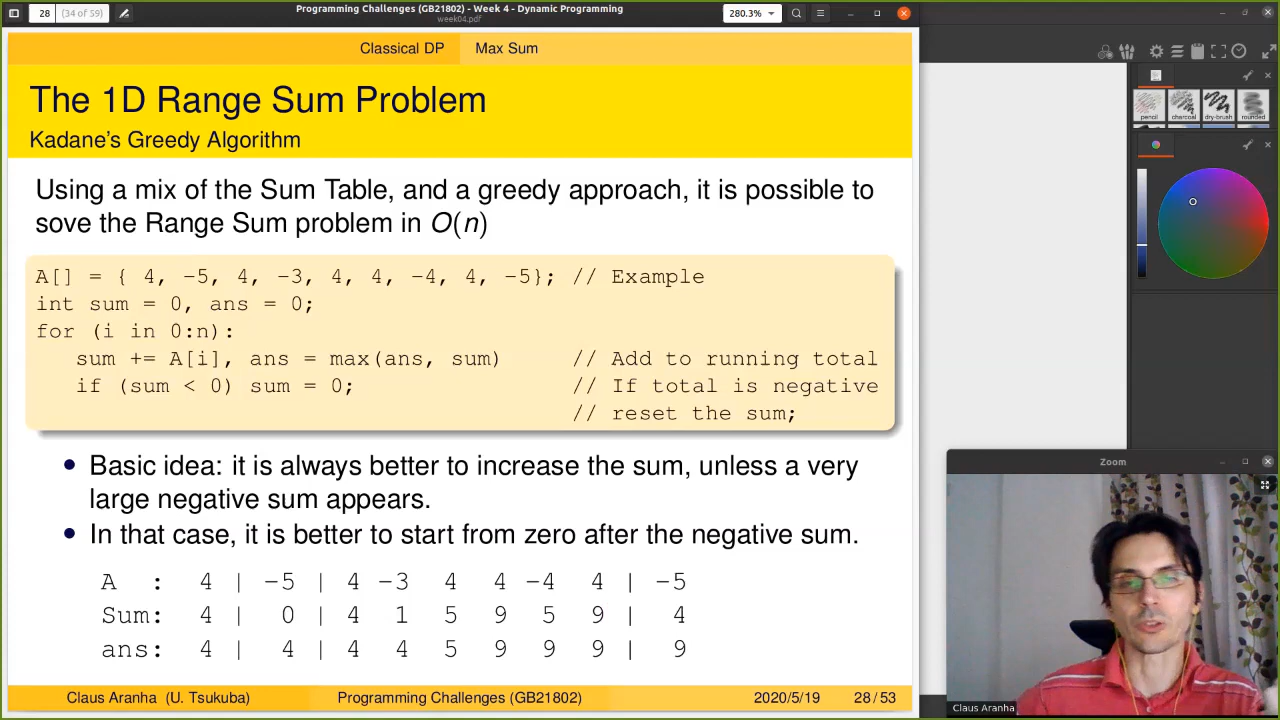 28 (34 of 59)
Programming Challenges (GB21802) - Week 4 - Dynamic Programming
week04.pdf
280.3%
Classical DP Max Sum
The 1D Range Sum Problem
Kadane's Greedy Algorithm
Using a mix of the Sum Table, and a greedy approach, it is possible to
sove the Range Sum problem in O(n)
A[] = { 4, −5, 4, −3, 4, 4, −4, 4, −5}; // Example
int sum = 0, ans = 0;
for (i in 0:n):
sum += A[i], ans = max(ans, sum) // Add to running total
if (sum < 0) sum = 0; // If total is negative
// reset the sum;
• Basic idea: it is always better to increase the sum, unless a very
large negative sum appears.
• In that case, it is better to start from zero after the negative sum.
A : 4 | −5 | 4 −3 4 4 −4 4 | −5
Sum: 4 | 0 | 4 1 5 9 5 9 | 4
ans: 4 | 4 | 4 4 5 9 9 9 | 9
Claus Aranha (U. Tsukuba) Programming Challenges (GB21802) 2020/5/19 28 / 53
pencil charcoal dry-brush rounded
Zoom
Claus Aranha